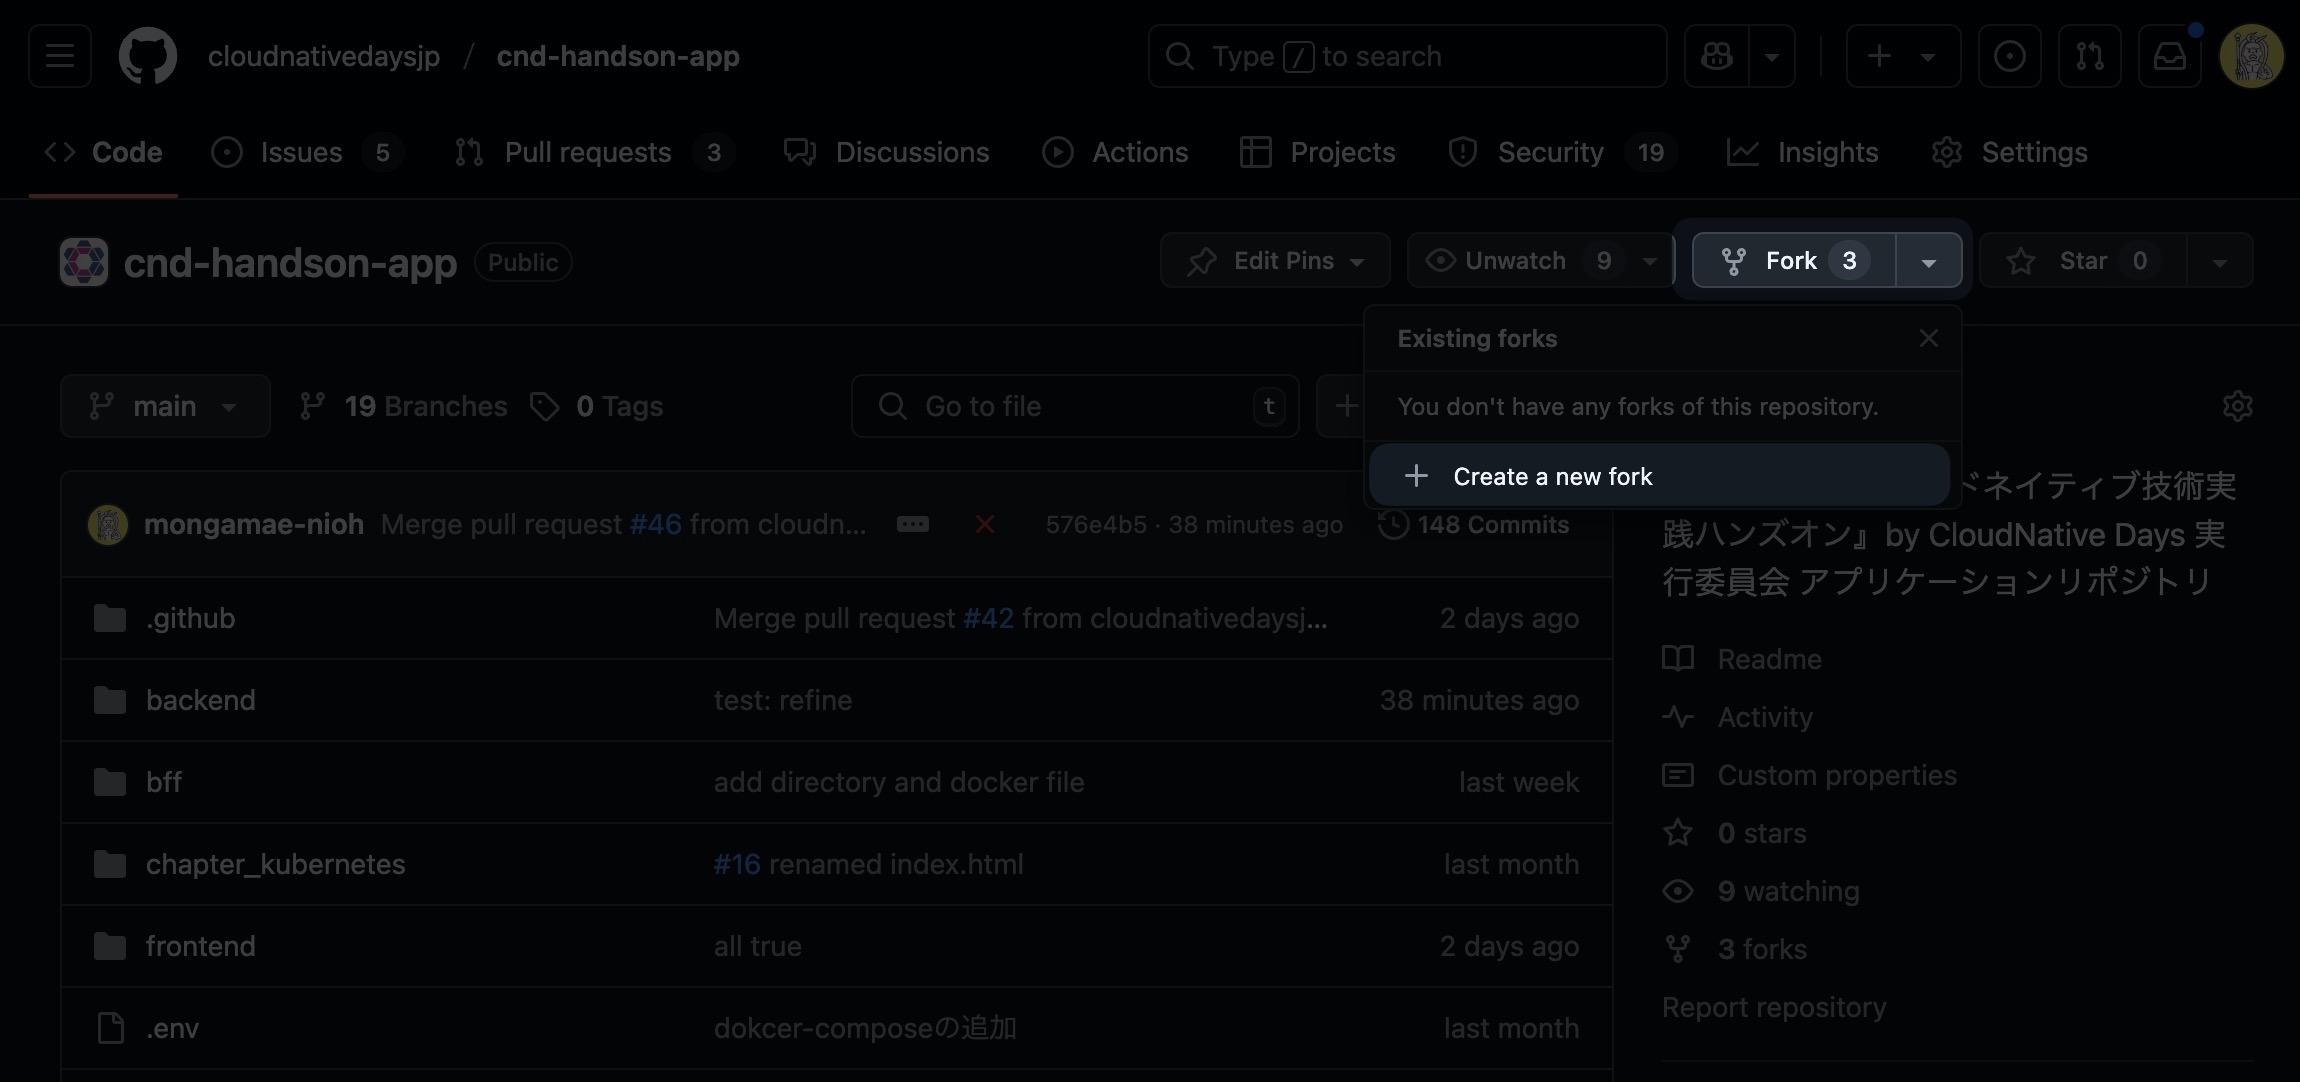 cloudnativedaysjp / cnd-handson-app
Type / to search
Code
Issues 5
Pull requests 3
Discussions
Actions
Projects
Security 19
Insights
Settings
cnd-handson-app Public
Edit Pins
Unwatch 9
Fork 3
Star 0
Existing forks
You don't have any forks of this repository.
Create a new fork
main
19 Branches
0 Tags
Go to file t
mongamae-nioh Merge pull request #46 from cloudn... 576e4b5 · 38 minutes ago 148 Commits
.github Merge pull request #42 from cloudnativedaysj... 2 days ago
backend test: refine 38 minutes ago
bff add directory and docker file last week
chapter_kubernetes #16 renamed index.html last month
frontend all true 2 days ago
.env dokcer-composeの追加 last month
ドネイティブ技術実
践ハンズオン』by CloudNative Days 実
行委員会 アプリケーションリポジトリ
Readme
Activity
Custom properties
0 stars
9 watching
3 forks
Report repository